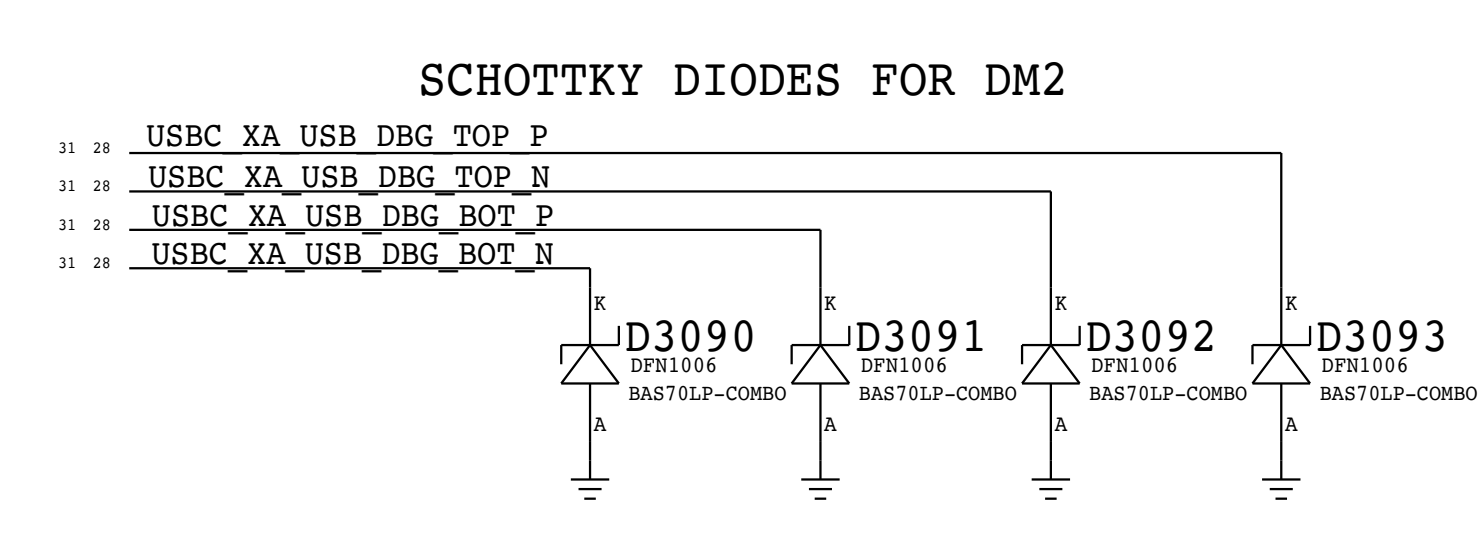 SCHOTTKY DIODES FOR DM2
31 28 USBC_XA_USB_DBG_TOP_P
31 28 USBC_XA_USB_DBG_TOP_N
31 28 USBC_XA_USB_DBG_BOT_P
31 28 USBC_XA_USB_DBG_BOT_N
K K K K
D3090 D3091 D3092 D3093
DFN1006 DFN1006 DFN1006 DFN1006
BAS70LP-COMBO BAS70LP-COMBO BAS70LP-COMBO BAS70LP-COMBO
A A A A